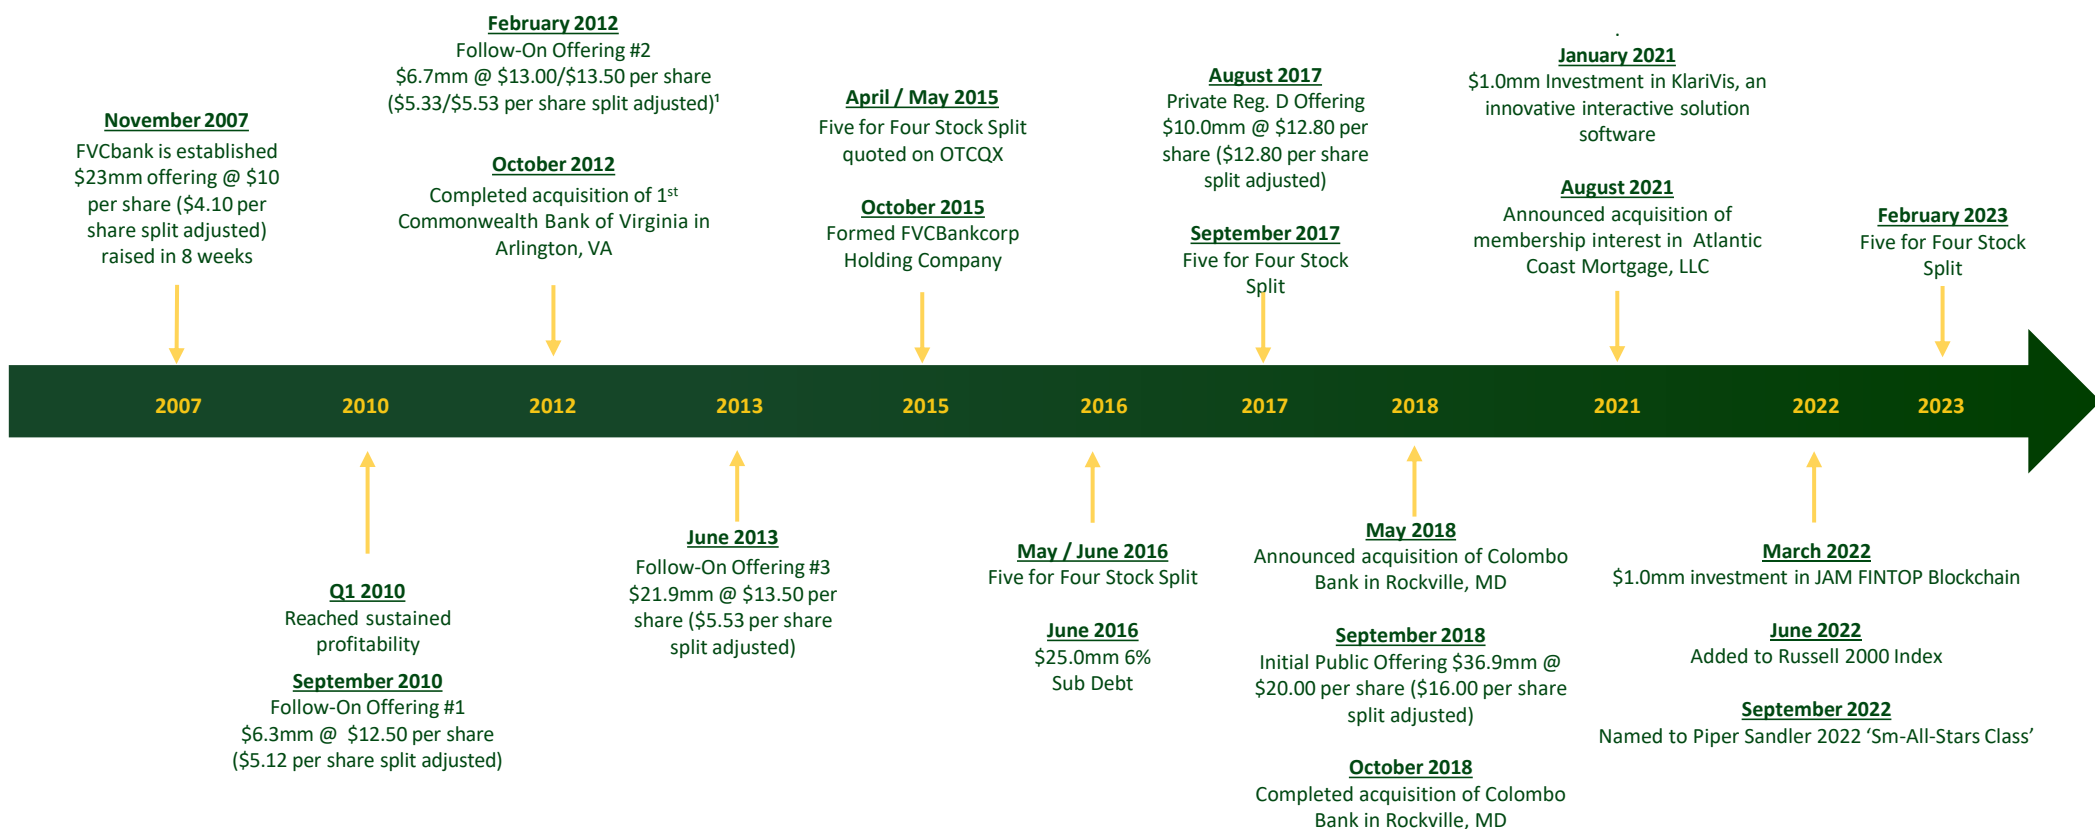 November 2007
FVCbank is established
$23mm offering @ $10
per share ($4.10 per
share split adjusted)
raised in 8 weeks
February 2012
Follow-On Offering #2
$6.7mm @ $13.00/$13.50 per share
($5.33/$5.53 per share split adjusted)¹
October 2012
Completed acquisition of 1st
Commonwealth Bank of Virginia in
Arlington, VA
April / May 2015
Five for Four Stock Split
quoted on OTCQX
October 2015
Formed FVCBankcorp
Holding Company
August 2017
Private Reg. D Offering
$10.0mm @ $12.80 per
share ($12.80 per share
split adjusted)
September 2017
Five for Four Stock
Split
January 2021
$1.0mm Investment in KlariVis, an
innovative interactive solution
software
August 2021
Announced acquisition of
membership interest in Atlantic
Coast Mortgage, LLC
February 2023
Five for Four Stock
Split
2007 2010 2012 2013 2015 2016 2017 2018 2021 2022 2023
Q1 2010
Reached sustained
profitability
September 2010
Follow-On Offering #1
$6.3mm @ $12.50 per share
($5.12 per share split adjusted)
June 2013
Follow-On Offering #3
$21.9mm @ $13.50 per
share ($5.53 per share
split adjusted)
May / June 2016
Five for Four Stock Split
June 2016
$25.0mm 6%
Sub Debt
May 2018
Announced acquisition of Colombo
Bank in Rockville, MD
September 2018
Initial Public Offering $36.9mm @
$20.00 per share ($16.00 per share
split adjusted)
October 2018
Completed acquisition of Colombo
Bank in Rockville, MD
March 2022
$1.0mm investment in JAM FINTOP Blockchain
June 2022
Added to Russell 2000 Index
September 2022
Named to Piper Sandler 2022 ‘Sm-All-Stars Class’